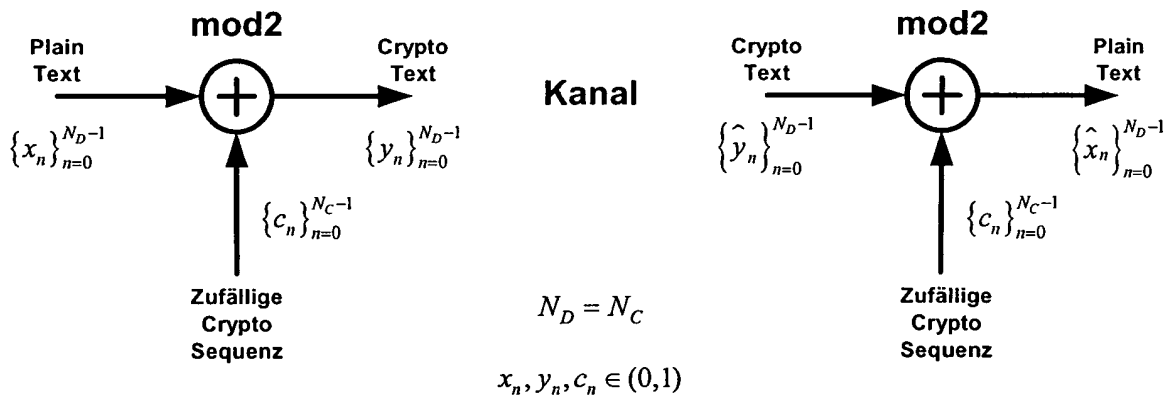 mod2
Plain
Text
Crypto
Text
{x_n}_{n=0}^{N_D-1}
{y_n}_{n=0}^{N_D-1}
{c_n}_{n=0}^{N_C-1}
Zufällige
Crypto
Sequenz
Kanal
N_D = N_C
x_n, y_n, c_n ∈ (0,1)
mod2
Crypto
Text
Plain
Text
{ŷ_n}_{n=0}^{N_D-1}
{x̂_n}_{n=0}^{N_D-1}
{c_n}_{n=0}^{N_C-1}
Zufällige
Crypto
Sequenz